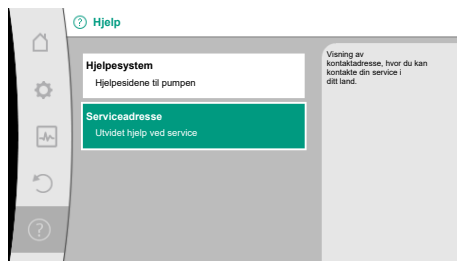 Hjelp
Hjelpesystem
Hjelpesidene til pumpen
Serviceadresse
Utvidet hjelp ved service
Visning av
kontaktadresse, hvor du kan
kontakte din service i
ditt land.